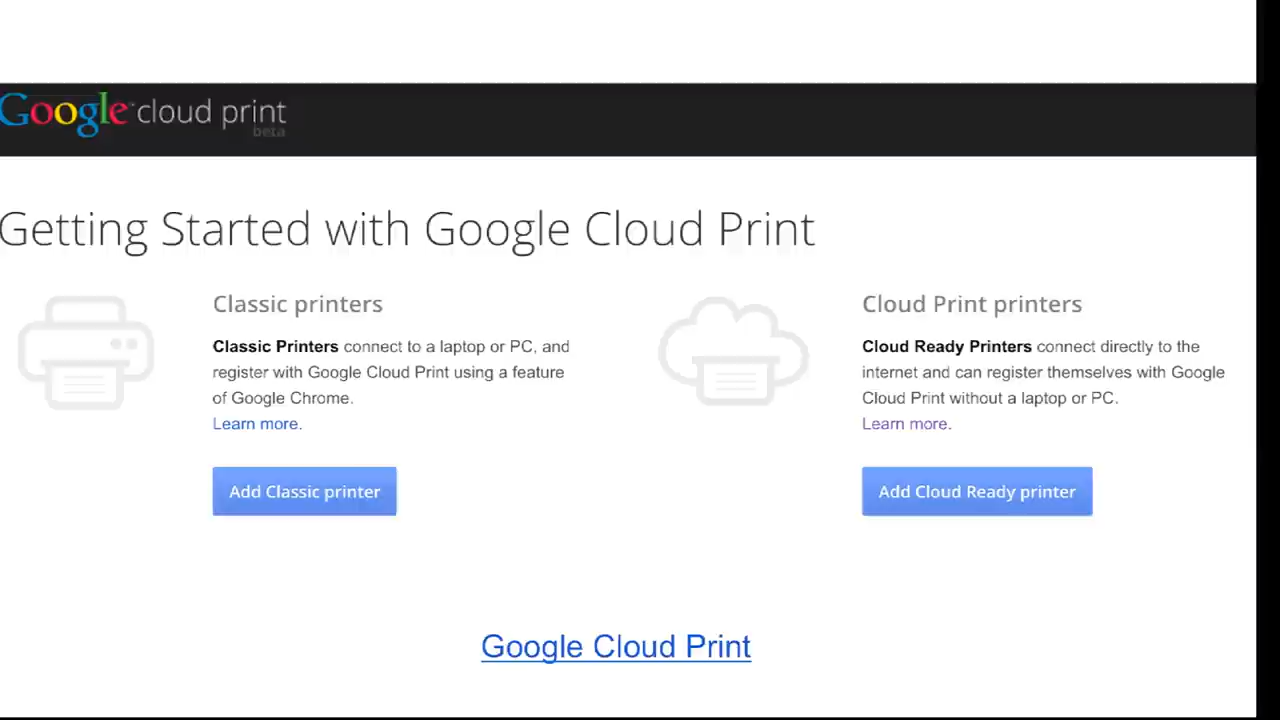 Google™ cloud print
beta
Getting Started with Google Cloud Print
Classic printers
Classic Printers connect to a laptop or PC, and
register with Google Cloud Print using a feature
of Google Chrome.
Learn more.
Add Classic printer
Cloud Print printers
Cloud Ready Printers connect directly to the
internet and can register themselves with Google
Cloud Print without a laptop or PC.
Learn more.
Add Cloud Ready printer
Google Cloud Print